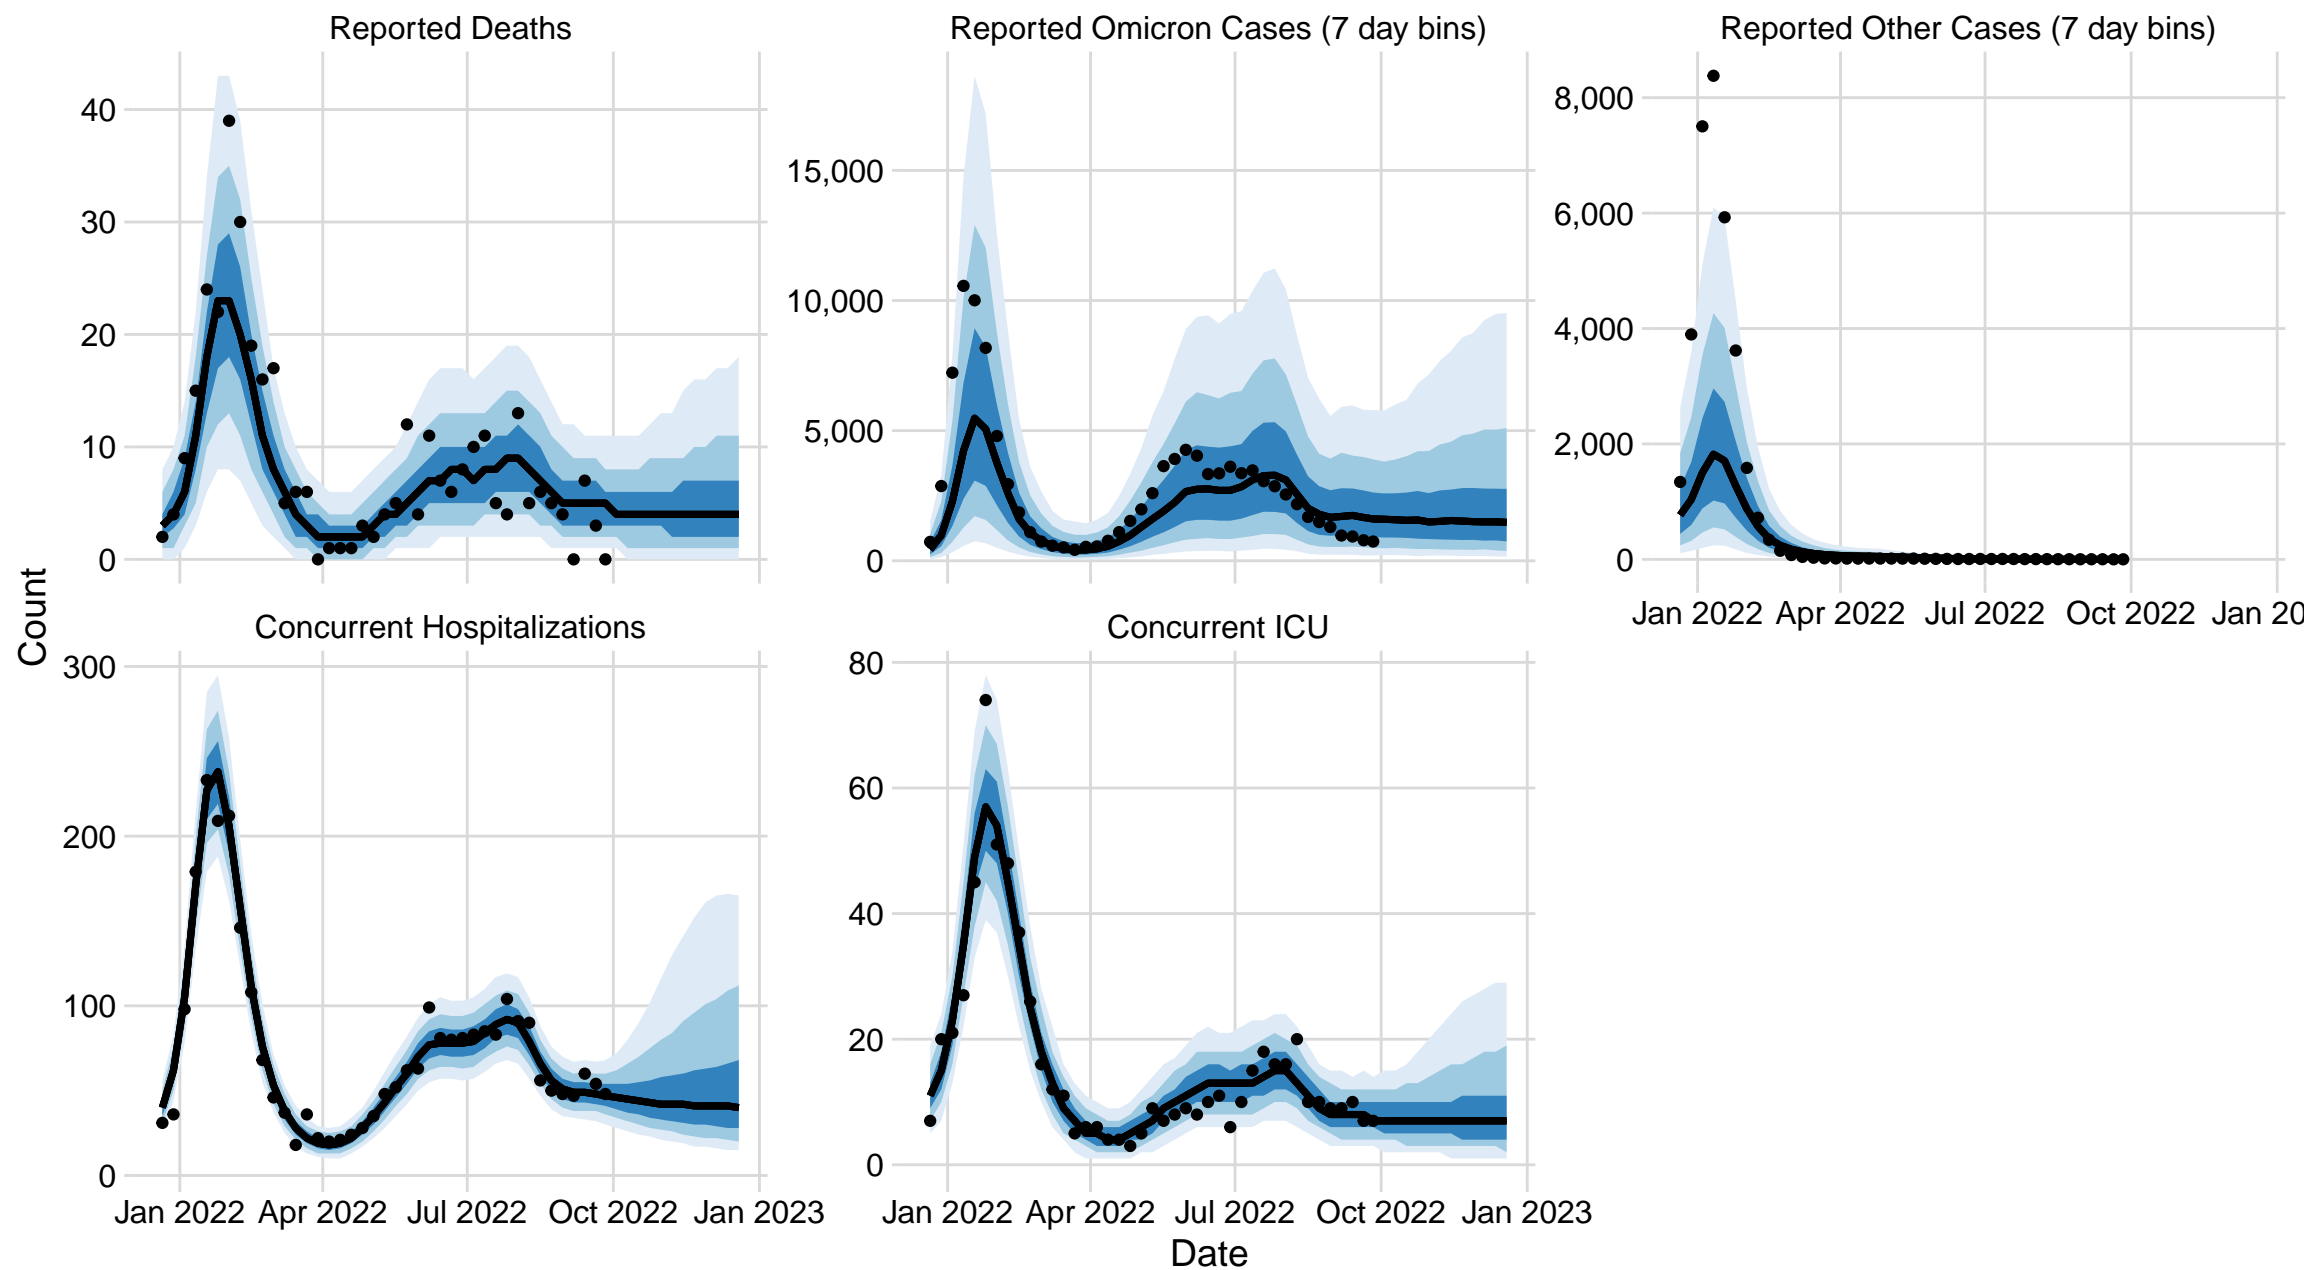 Reported Deaths
Reported Omicron Cases (7 day bins)
Reported Other Cases (7 day bins)
40
30
20
10
0
15,000
10,000
5,000
0
8,000
6,000
4,000
2,000
0
Jan 2022 Apr 2022 Jul 2022 Oct 2022 Jan 20
Count
Concurrent Hospitalizations
Concurrent ICU
300
200
100
0
80
60
40
20
0
Jan 2022 Apr 2022 Jul 2022 Oct 2022 Jan 2023
Jan 2022 Apr 2022 Jul 2022 Oct 2022 Jan 2023
Date